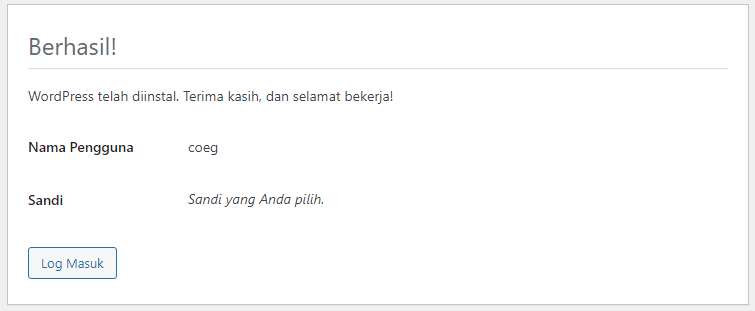 Berhasil!
WordPress telah diinstal. Terima kasih, dan selamat bekerja!
Nama Pengguna coeg
Sandi Sandi yang Anda pilih.
Log Masuk